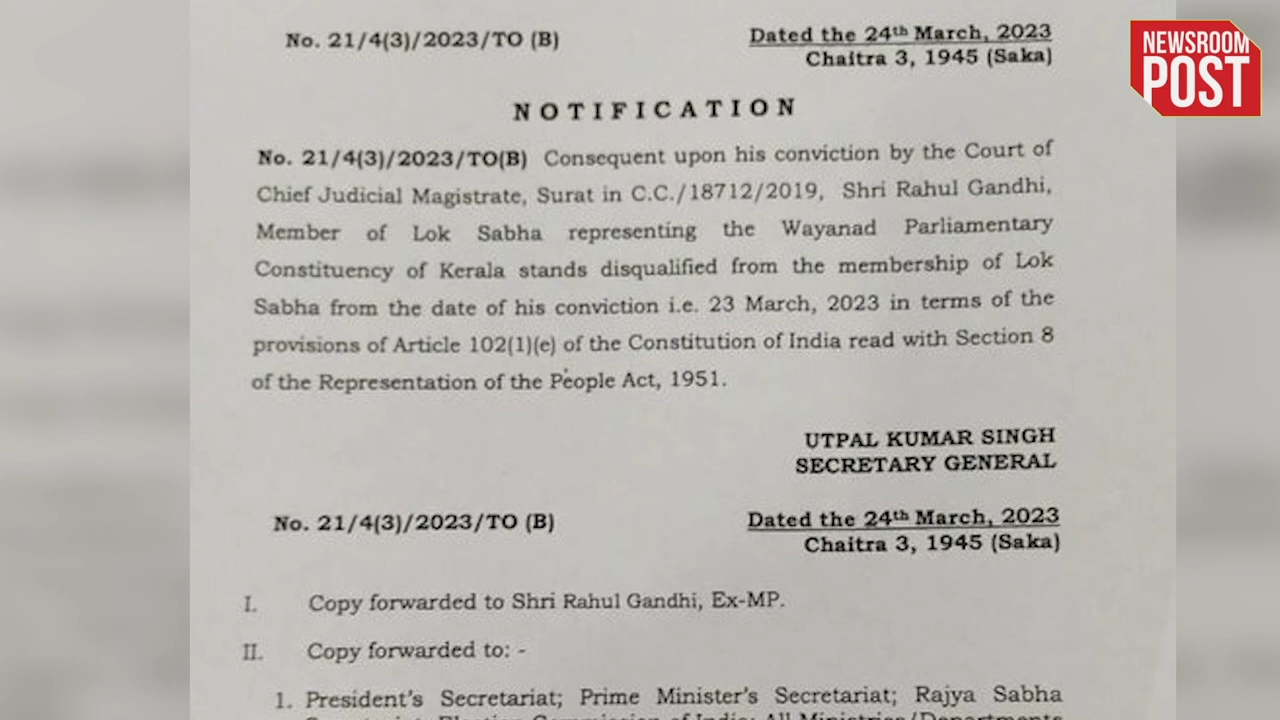 NEWSROOM
POST
No. 21/4(3)/2023/TO (B) Dated the 24th March, 2023
Chaitra 3, 1945 (Saka)
NOTIFICATION
No. 21/4(3)/2023/TO(B) Consequent upon his conviction by the Court of
Chief Judicial Magistrate, Surat in C.C./18712/2019, Shri Rahul Gandhi,
Member of Lok Sabha representing the Wayanad Parliamentary
Constituency of Kerala stands disqualified from the membership of Lok
Sabha from the date of his conviction i.e. 23 March, 2023 in terms of the
provisions of Article 102(1)(e) of the Constitution of India read with Section 8
of the Representation of the People Act, 1951.
UTPAL KUMAR SINGH
SECRETARY GENERAL
No. 21/4(3)/2023/TO (B) Dated the 24th March, 2023
Chaitra 3, 1945 (Saka)
I. Copy forwarded to Shri Rahul Gandhi, Ex-MP.
II. Copy forwarded to: -
1. President's Secretariat; Prime Minister's Secretariat; Rajya Sabha
Election Commission of India; All Ministries/Departments